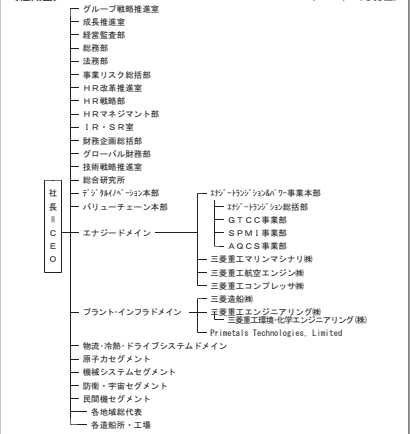 グループ戦略推進室
成長推進室
経営監査部
総務部
法務部
事業リスク総括部
HR改革推進室
HR戦略部
HRマネジメント部
IR・SR室
財務企画総括部
グローバル財務部
技術戦略推進室
総合研究所
デジタルイノベーション本部
バリューチェーン本部
社長=CEO
エナジードメイン
エナジートランジション&パワー事業本部
エナジートランジション総括部
GTCC事業部
SPMI事業部
AQCS事業部
三菱重工マリンマシナリ㈱
三菱重工航空エンジン㈱
三菱重工コンプレッサ㈱
プラント・インフラドメイン
三菱造船㈱
三菱重工エンジニアリング㈱
三菱重工環境・化学エンジニアリング(株)
Primetals Technologies, Limited
物流・冷熱・ドライブシステムドメイン
原子力セグメント
機械システムセグメント
防衛・宇宙セグメント
民間機セグメント
各地域総代表
各造船所・工場